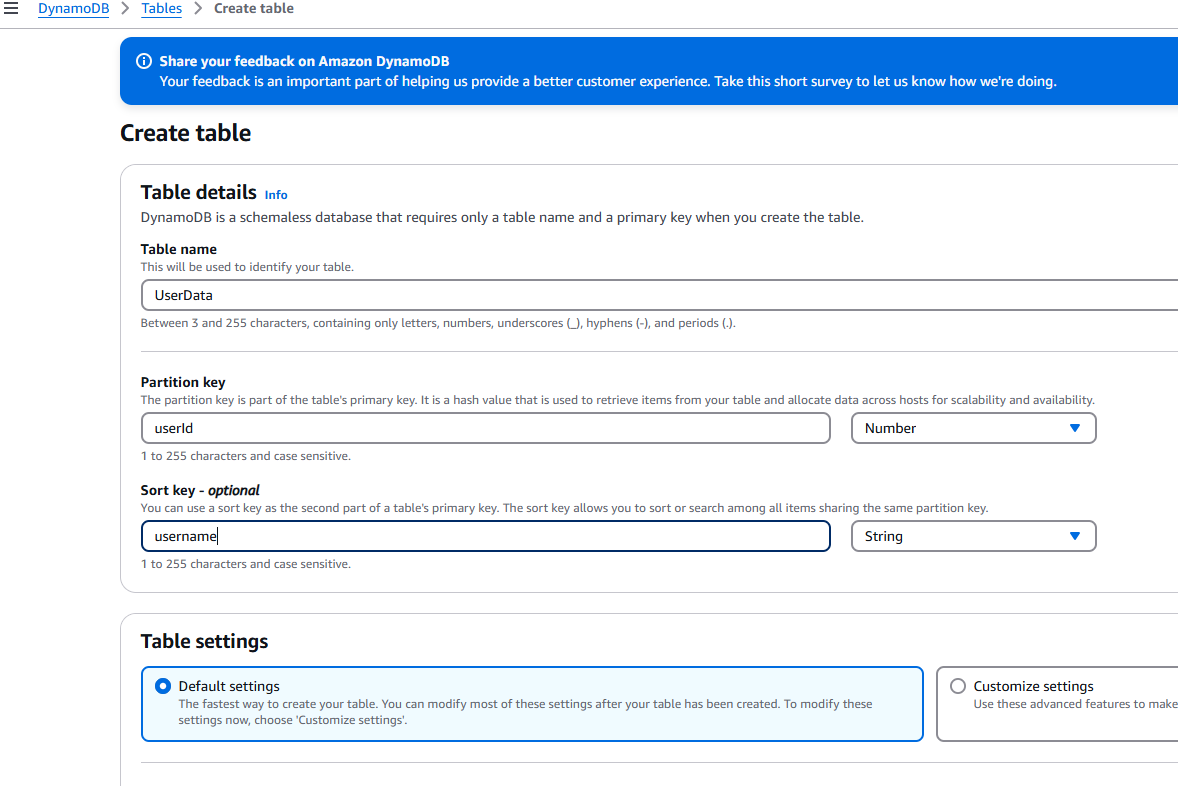 DynamoDB > Tables > Create table
Share your feedback on Amazon DynamoDB
Your feedback is an important part of helping us provide a better customer experience. Take this short survey to let us know how we're doing.
Create table
Table details Info
DynamoDB is a schemaless database that requires only a table name and a primary key when you create the table.
Table name
This will be used to identify your table.
UserData
Between 3 and 255 characters, containing only letters, numbers, underscores (_), hyphens (-), and periods (.).
Partition key
The partition key is part of the table's primary key. It is a hash value that is used to retrieve items from your table and allocate data across hosts for scalability and availability.
userId Number
1 to 255 characters and case sensitive.
Sort key - optional
You can use a sort key as the second part of a table's primary key. The sort key allows you to sort or search among all items sharing the same partition key.
username String
1 to 255 characters and case sensitive.
Table settings
Default settings
The fastest way to create your table. You can modify most of these settings after your table has been created. To modify these
settings now, choose 'Customize settings'.
Customize settings
Use these advanced features to make